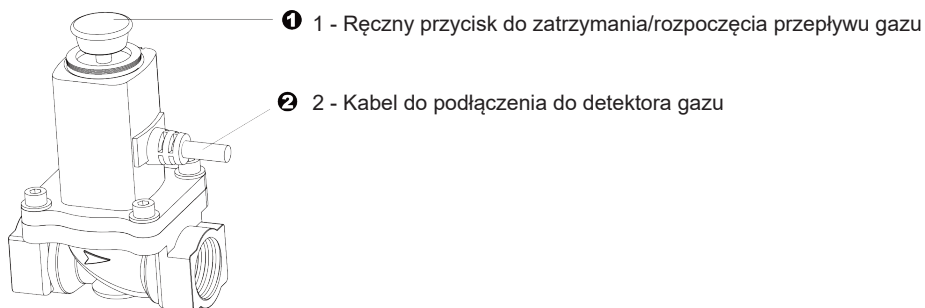 ❶ 1 - Ręczny przycisk do zatrzymania/rozpoczęcia przepływu gazu
❷ 2 - Kabel do podłączenia do detektora gazu